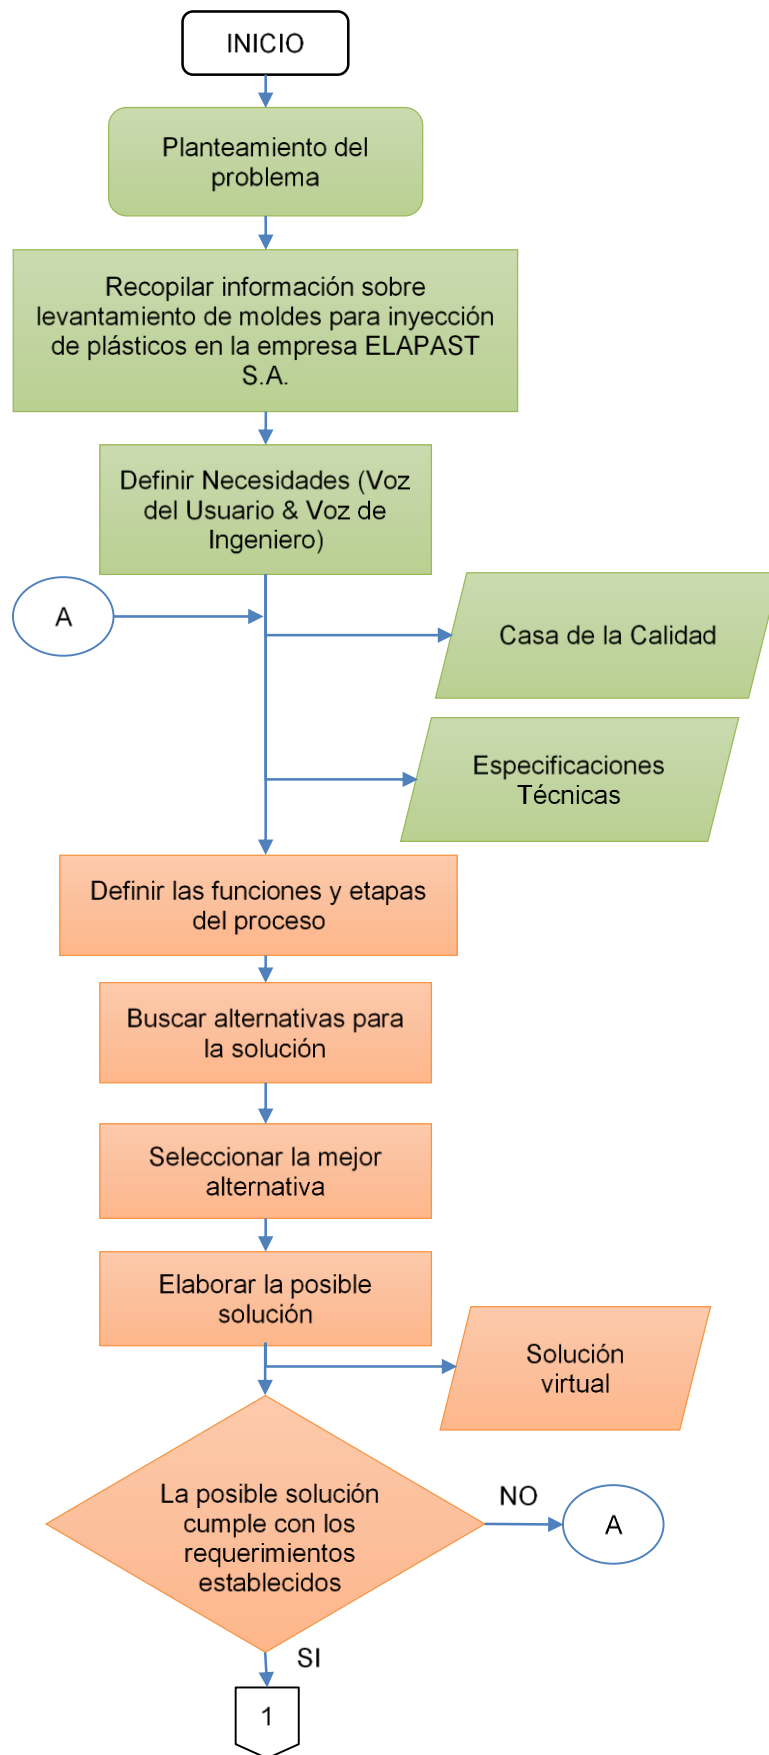 INICIO
Planteamiento del
problema
Recopilar información sobre
levantamiento de moldes para inyección
de plásticos en la empresa ELAPAST
S.A.
Definir Necesidades (Voz
del Usuario & Voz de
Ingeniero)
A
Casa de la Calidad
Especificaciones
Técnicas
Definir las funciones y etapas
del proceso
Buscar alternativas para
la solución
Seleccionar la mejor
alternativa
Elaborar la posible
solución
Solución
virtual
La posible solución
cumple con los
requerimientos
establecidos
NO
A
SI
1